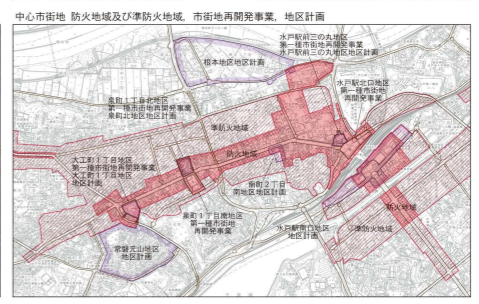 中心市街地 防火地域及び準防火地域，市街地再開発事業，地区計画
水戸駅前三の丸地区
第一種市街地再開発事業
水戸駅前三の丸地区地区計画
根本地区地区計画
水戸駅北口地区
第一種市街地
再開発事業
泉町1丁目北地区
第一種市街地再開発事業
泉町北地区地区計画
準防火地域
防火地域
大工町1丁目地区
第一種市街地再開発事業
大工町1丁目地区
地区計画
泉町2丁目
南地区地区計画
泉町1丁目南地区
第一種市街地
再開発事業
防火地域
準防火地域
水戸駅南口地区
地区計画
常磐元山地区
地区計画